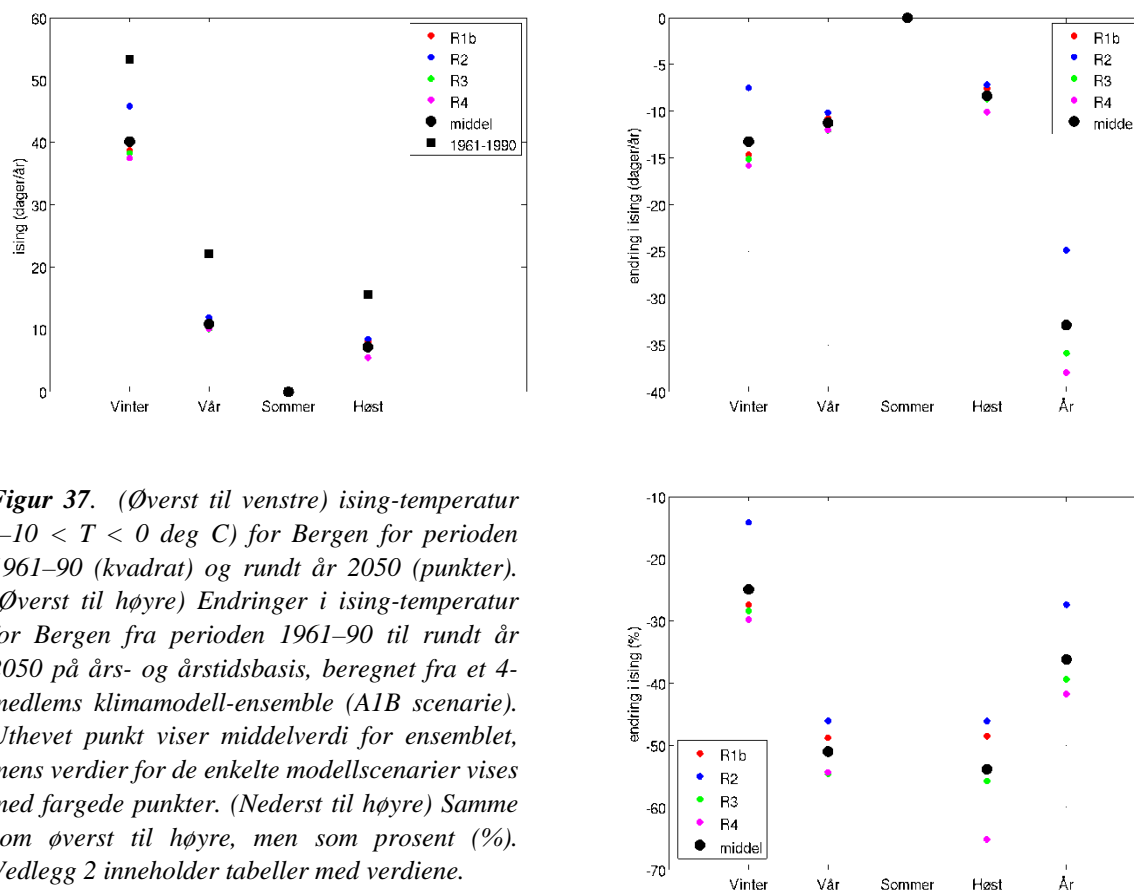 60
50
40
30
20
10
0
ising (dager/år)
Vinter Vår Sommer Høst
R1b
R2
R3
R4
middel
1961-1990
0
-5
-10
-15
-20
-25
-30
-35
-40
endring i ising (dager/år)
Vinter Vår Sommer Høst År
R1b
R2
R3
R4
middel
Figur 37. (Øverst til venstre) ising-temperatur
–10 < T < 0 deg C) for Bergen for perioden
1961–90 (kvadrat) og rundt år 2050 (punkter).
Øverst til høyre) Endringer i ising-temperatur
for Bergen fra perioden 1961–90 til rundt år
2050 på års- og årstidsbasis, beregnet fra et 4-
medlems klimamodell-ensemble (A1B scenarie).
Uthevet punkt viser middelverdi for ensemblet,
mens verdier for de enkelte modellscenarier vises
med fargede punkter. (Nederst til høyre) Samme
som øverst til høyre, men som prosent (%).
Vedlegg 2 inneholder tabeller med verdiene.
-10
-20
-30
-40
-50
-60
-70
endring i ising (%)
Vinter Vår Sommer Høst År
R1b
R2
R3
R4
middel